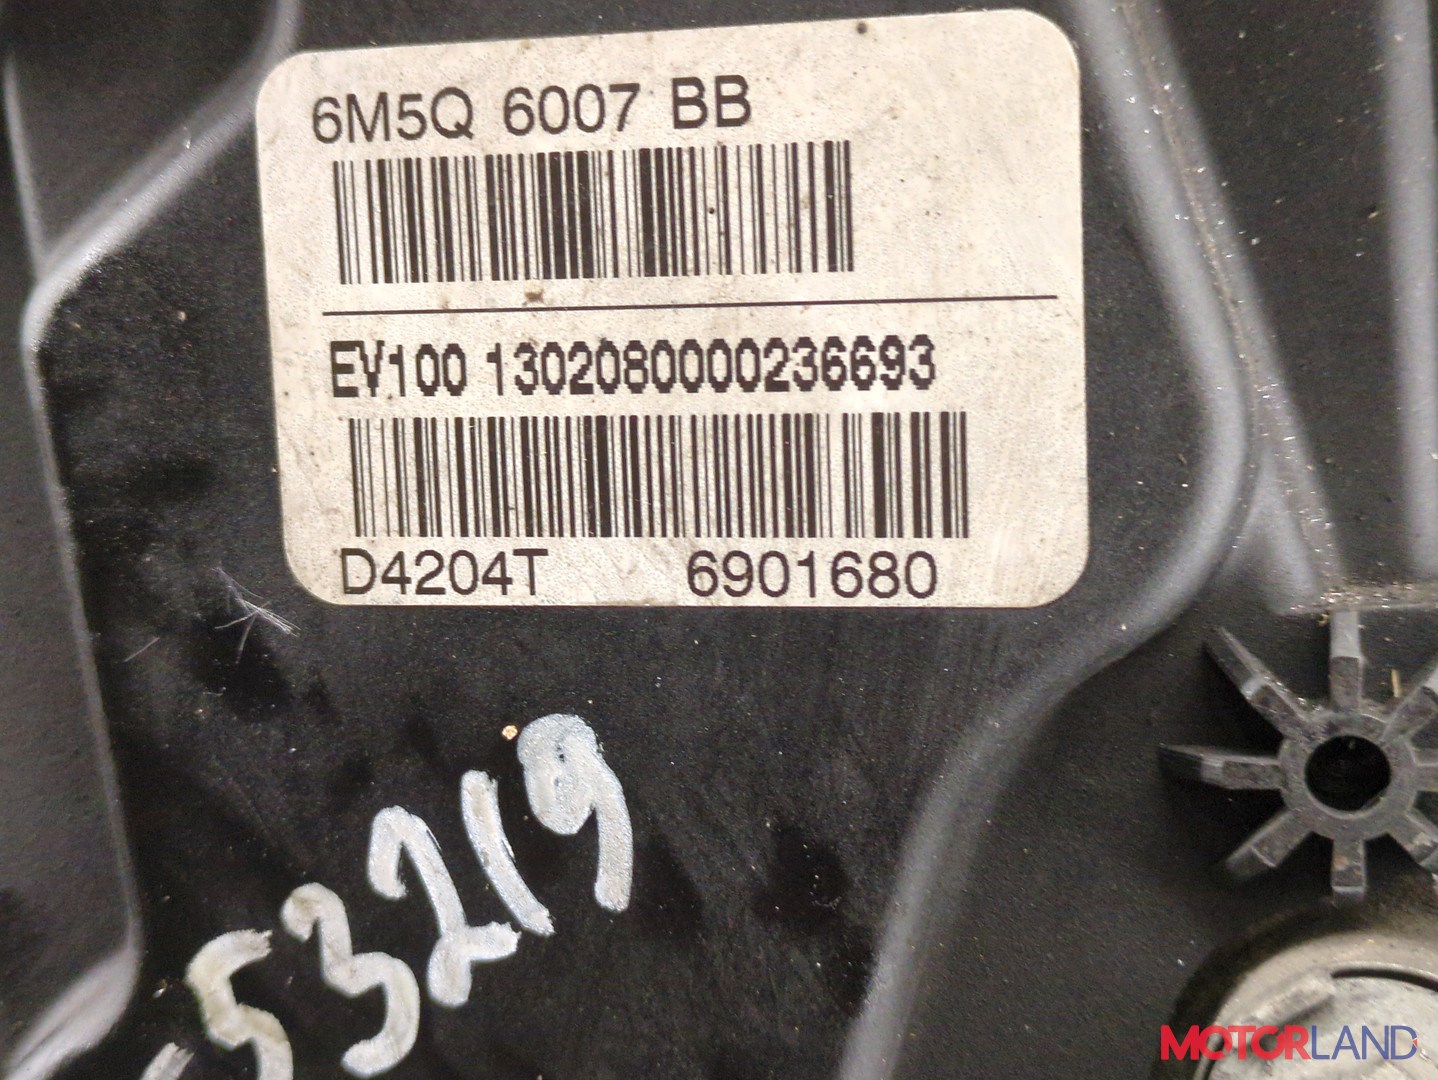 6M5Q 6007 BB
EV100 1302080000236693
D4204T 6901680
53219
MOTORLAND